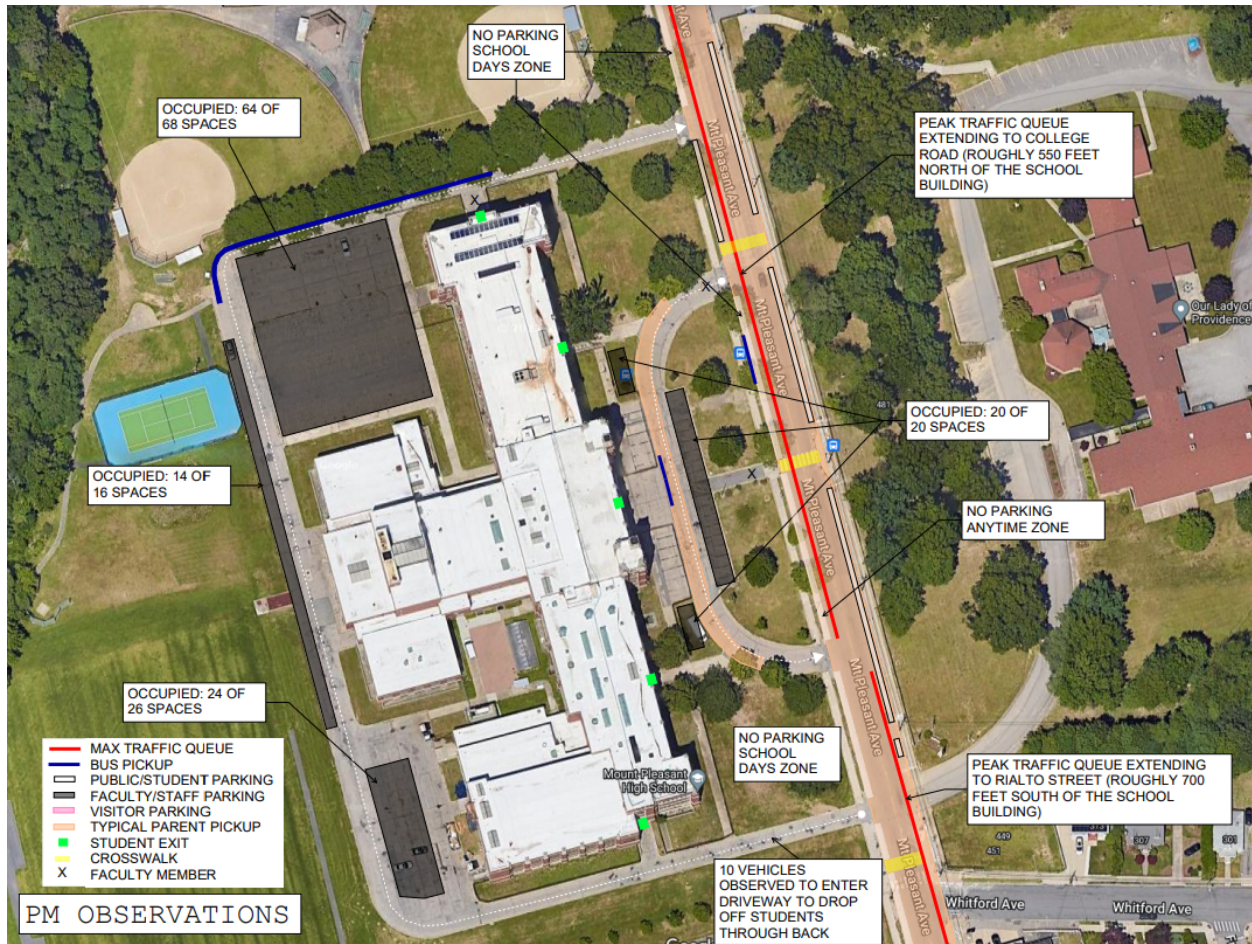 NO PARKING
SCHOOL
DAYS ZONE
OCCUPIED: 64 OF
68 SPACES
PEAK TRAFFIC QUEUE
EXTENDING TO COLLEGE
ROAD (ROUGHLY 550 FEET
NORTH OF THE SCHOOL
BUILDING)
Mt Pleasant Ave
Mt Pleasant Ave
Our Lady of
Providence
Mt Pleasant Ave
481
OCCUPIED: 20 OF
20 SPACES
OCCUPIED: 14 OF
16 SPACES
Mt Pleasant Ave
NO PARKING
ANYTIME ZONE
OCCUPIED: 24 OF
26 SPACES
Mt Pleasant Ave
NO PARKING
SCHOOL
DAYS ZONE
PEAK TRAFFIC QUEUE EXTENDING
TO RIALTO STREET (ROUGHLY 700
FEET SOUTH OF THE SCHOOL
BUILDING)
Mount Pleasant
High School
MAX TRAFFIC QUEUE
BUS PICKUP
PUBLIC/STUDENT PARKING
FACULTY/STAFF PARKING
VISITOR PARKING
TYPICAL PARENT PICKUP
STUDENT EXIT
CROSSWALK
X FACULTY MEMBER
X
X
X
449
451
313
307
301
Mt Pleasant Ave
10 VEHICLES
OBSERVED TO ENTER
DRIVEWAY TO DROP
OFF STUDENTS
THROUGH BACK
Whitford Ave
Whitford Ave
PM OBSERVATIONS